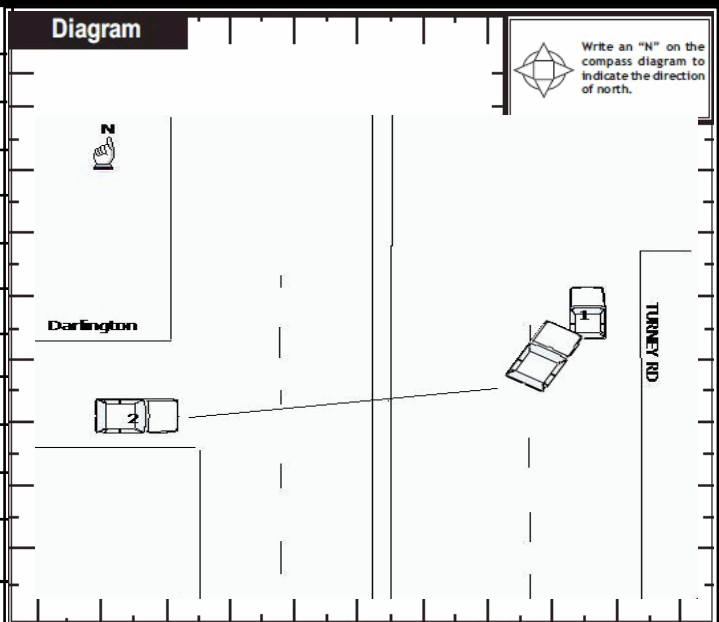 Diagram
Write an “N” on the
compass diagram to
indicate the direction
of north.
N
Darlington
1
TURNEY RD
2